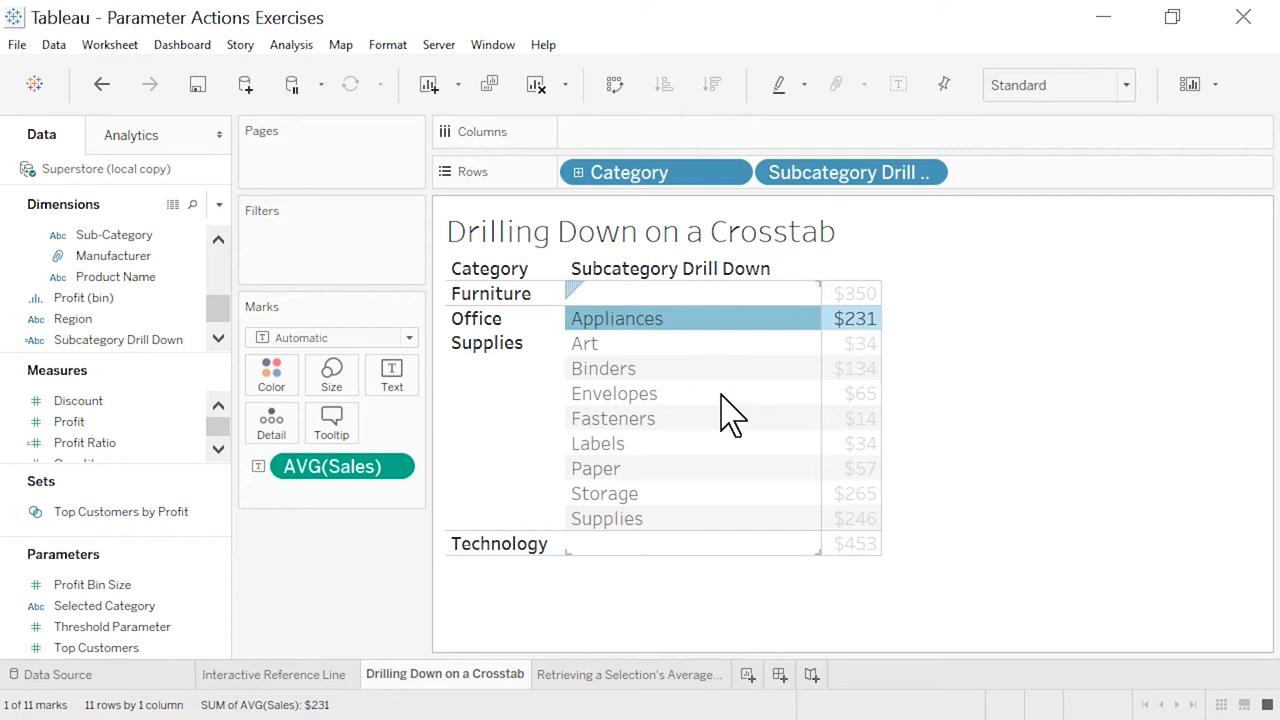 Tableau - Parameter Actions Exercises
File Data Worksheet Dashboard Story Analysis Map Format Server Window Help
Standard
Data Analytics
Superstore (local copy)
Dimensions
Abc Sub-Category
Manufacturer
Abc Product Name
Profit (bin)
Abc Region
=Abc Subcategory Drill Down
Measures
# Discount
# Profit
=# Profit Ratio
Sets
Top Customers by Profit
Parameters
# Profit Bin Size
Abc Selected Category
# Threshold Parameter
# Top Customers
Pages
Filters
Marks
Automatic
Color Size Text
Detail Tooltip
AVG(Sales)
Columns
Rows Category Subcategory Drill ..
Drilling Down on a Crosstab
Category Subcategory Drill Down
Furniture $350
Office Appliances $231
Supplies Art $34
Binders $134
Envelopes $65
Fasteners $14
Labels $34
Paper $57
Storage $265
Supplies $246
Technology $453
Data Source Interactive Reference Line Drilling Down on a Crosstab Retrieving a Selection's Average...
1 of 11 marks 11 rows by 1 column SUM of AVG(Sales): $231